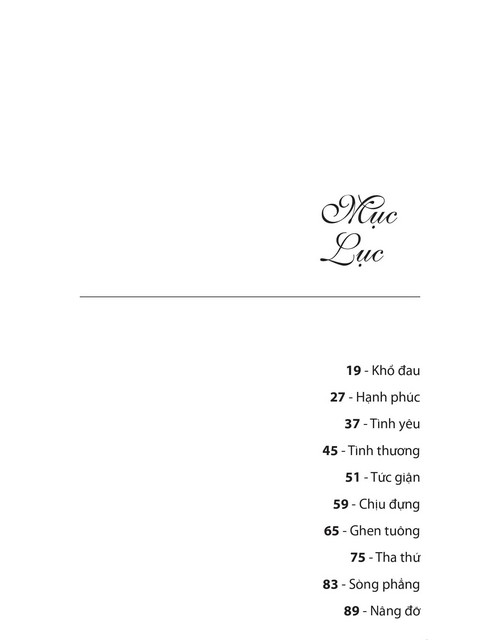 Mục
Lục
19 - Khổ đau
27 - Hạnh phúc
37 - Tình yêu
45 - Tình thương
51 - Tức giận
59 - Chịu đựng
65 - Ghen tuông
75 - Tha thứ
83 - Sòng phẳng
89 - Nâng đỡ